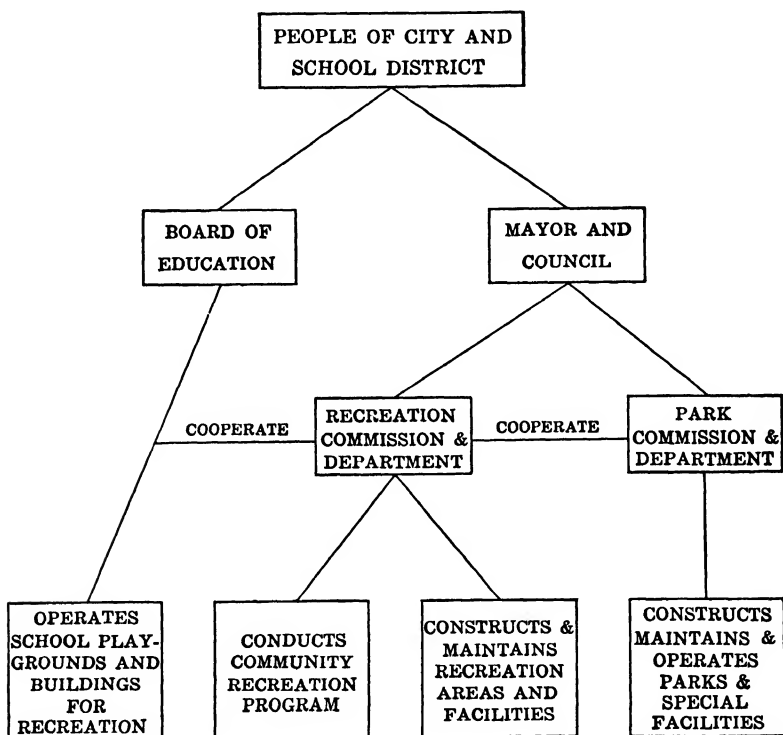 PEOPLE OF CITY AND
SCHOOL DISTRICT
BOARD OF
EDUCATION
MAYOR AND
COUNCIL
COOPERATE
RECREATION
COMMISSION &
DEPARTMENT
COOPERATE
PARK
COMMISSION &
DEPARTMENT
OPERATES
SCHOOL PLAY-
GROUNDS AND
BUILDINGS
FOR
RECREATION
CONDUCTS
COMMUNITY
RECREATION
PROGRAM
CONSTRUCTS &
MAINTAINS
RECREATION
AREAS AND
FACILITIES
CONSTRUCTS
MAINTAINS &
OPERATES
PARKS &
SPECIAL
FACILITIES